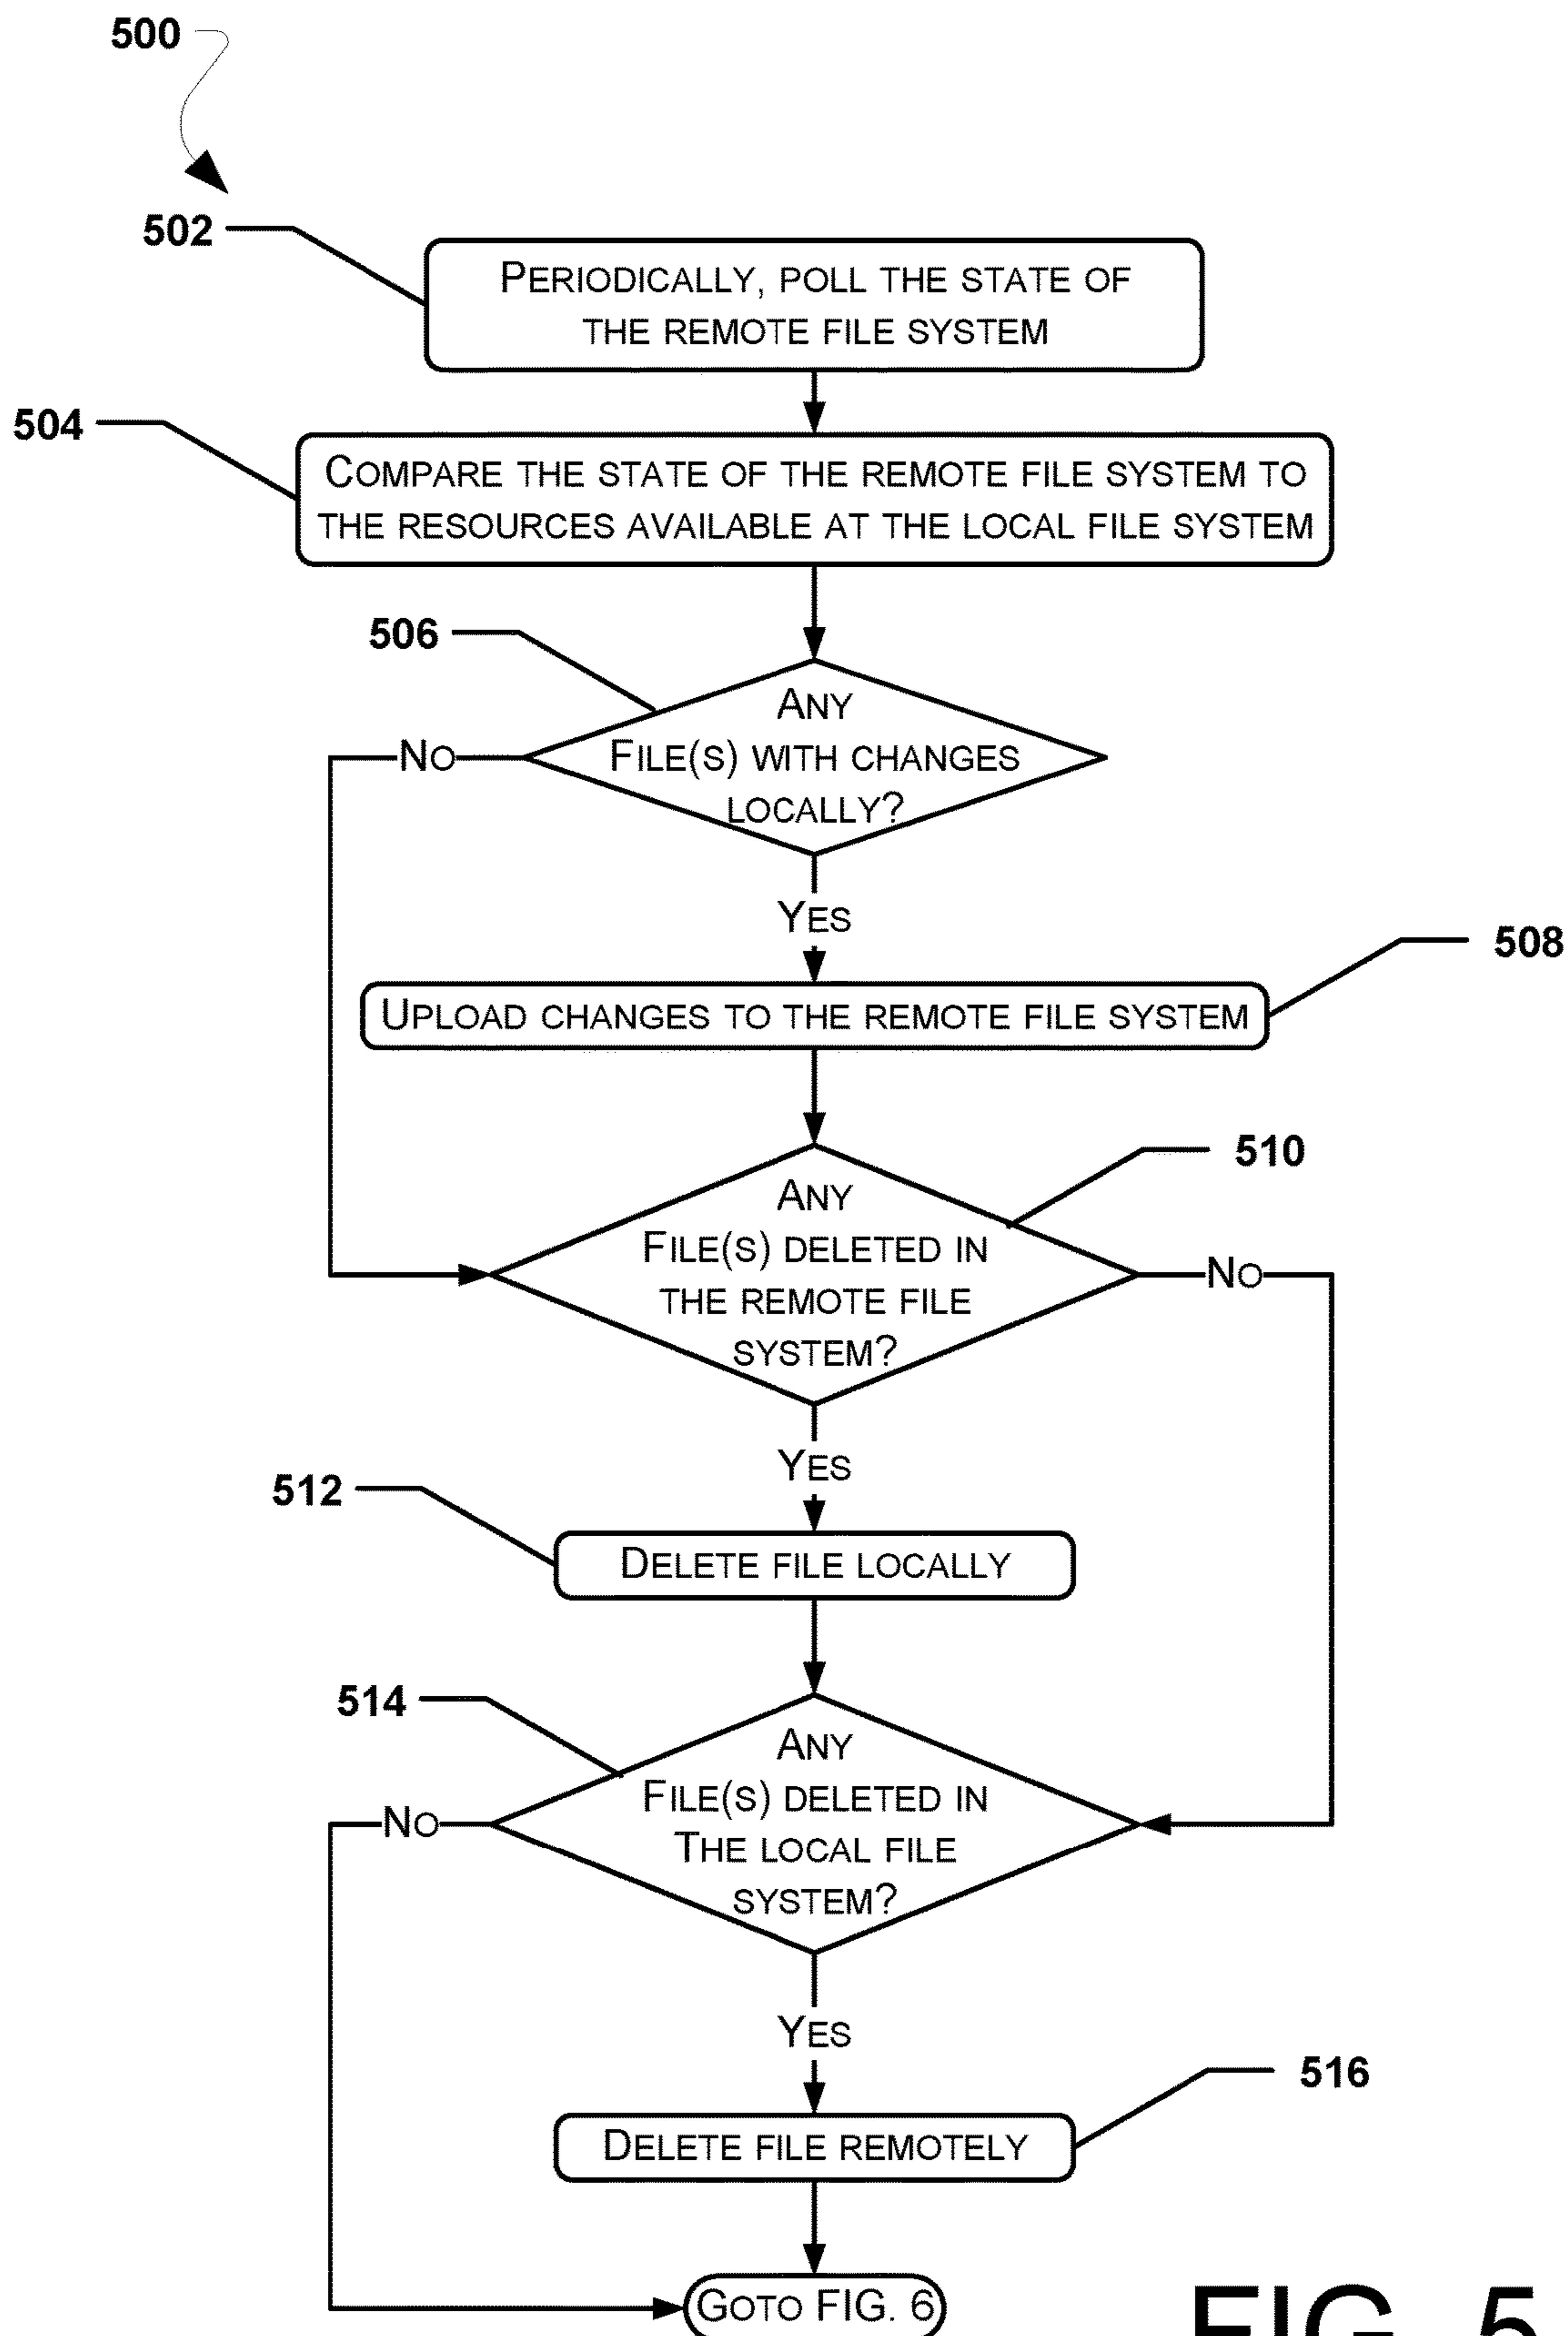 500
502
PERIODICALLY, POLL THE STATE OF
THE REMOTE FILE SYSTEM
504
COMPARE THE STATE OF THE REMOTE FILE SYSTEM TO
THE RESOURCES AVAILABLE AT THE LOCAL FILE SYSTEM
506
ANY
FILE(S) WITH CHANGES
LOCALLY?
NO
YES
508
UPLOAD CHANGES TO THE REMOTE FILE SYSTEM
510
ANY
FILE(S) DELETED IN
THE REMOTE FILE
SYSTEM?
NO
YES
512
DELETE FILE LOCALLY
514
ANY
FILE(S) DELETED IN
THE LOCAL FILE
SYSTEM?
NO
YES
516
DELETE FILE REMOTELY
GOTO FIG. 6
FIG. 5